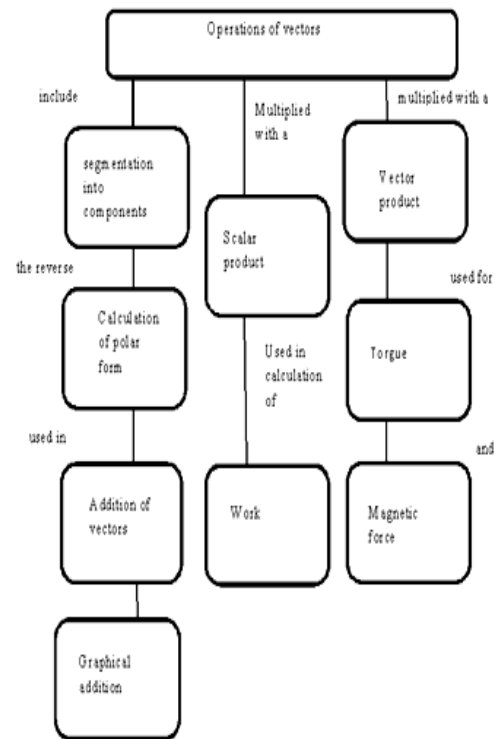 Operations of vectors
include
Multiplied
with a
multiplied with a
segmentation
into
components
Scalar
product
Vector
product
the reverse
used for
Calculation
of polar
form
Used in
calculation
of
Torgue
used in
and
Addition of
vectors
Work
Magnetic
force
Graphical
addition